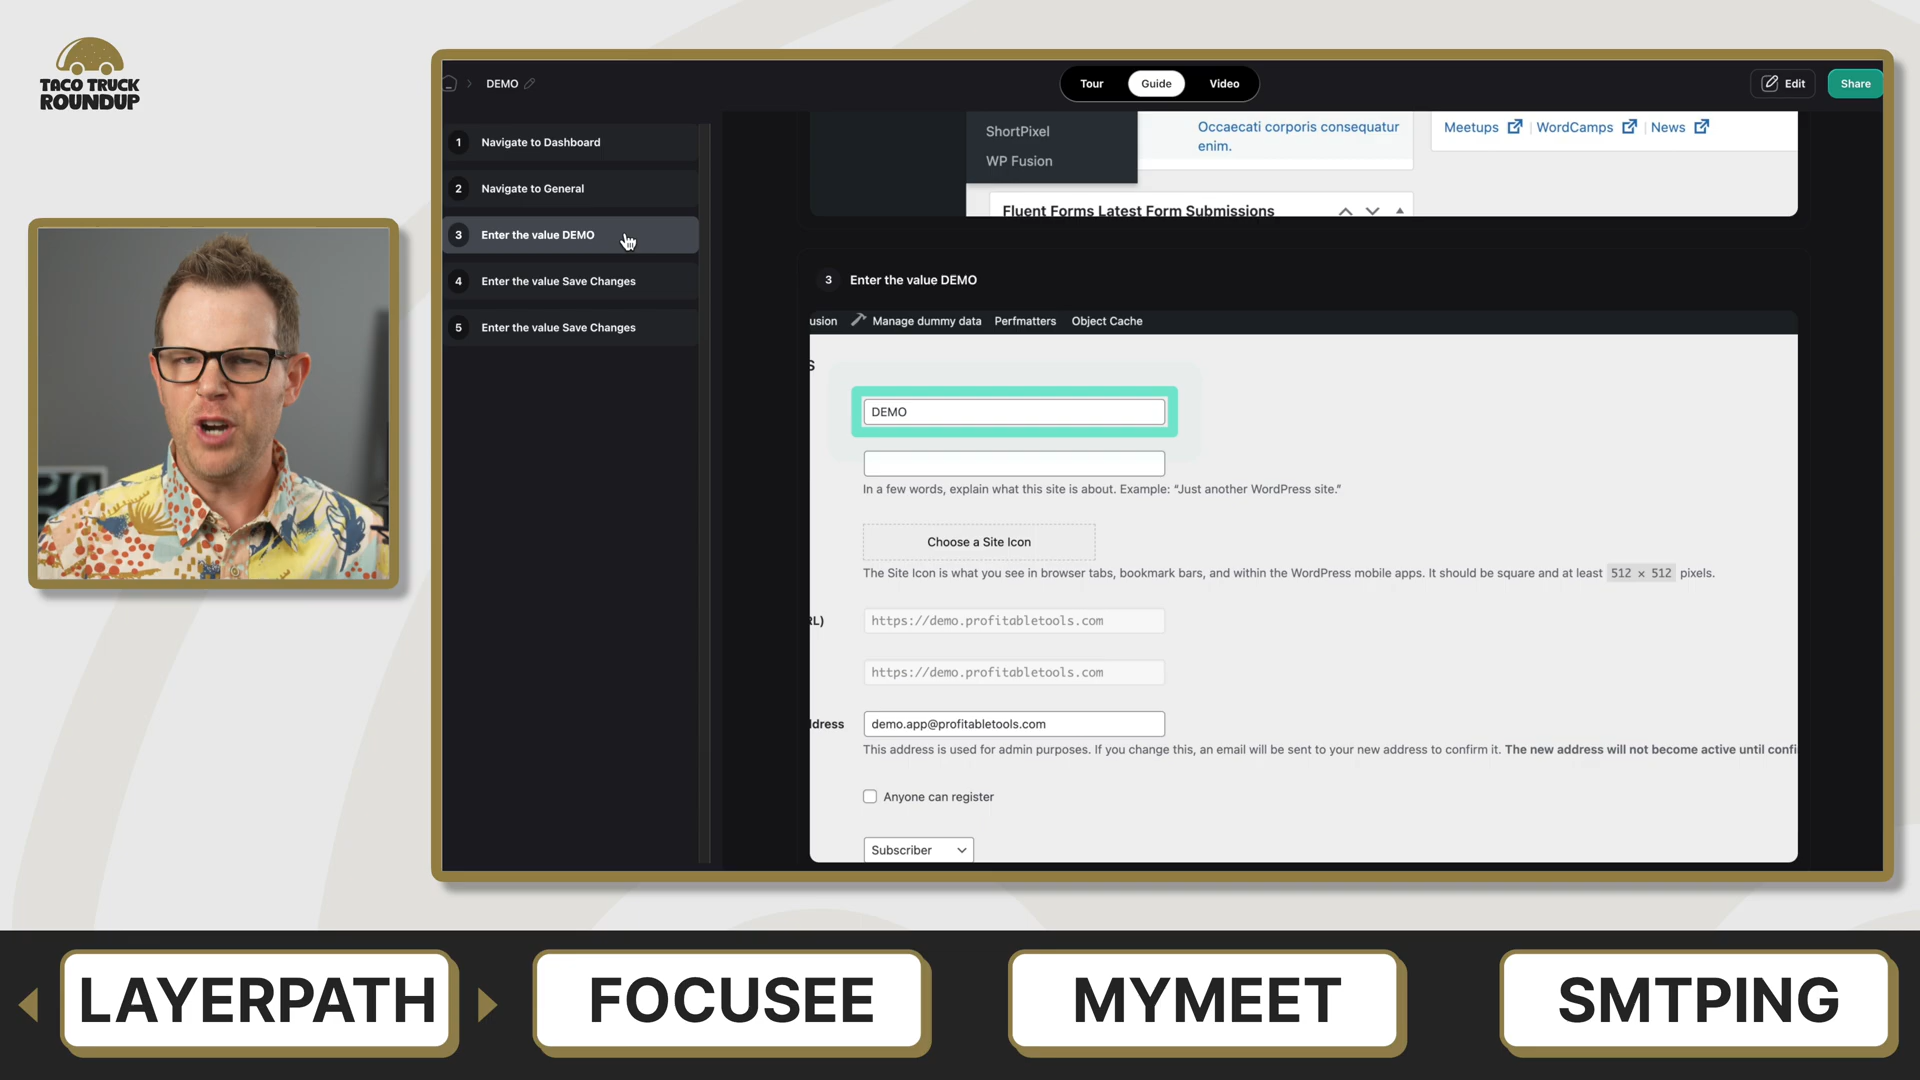 TACO TRUCK
ROUNDUP
DEMO
Tour
Guide
Video
Edit
Share
1 Navigate to Dashboard
2 Navigate to General
3 Enter the value DEMO
4 Enter the value Save Changes
5 Enter the value Save Changes
ShortPixel
WP Fusion
Occaecati corporis consequatur
enim.
Meetups | WordCamps | News
Fluent Forms Latest Form Submissions
3 Enter the value DEMO
usion Manage dummy data Perfmatters Object Cache
s
DEMO
In a few words, explain what this site is about. Example: “Just another WordPress site.”
Choose a Site Icon
The Site Icon is what you see in browser tabs, bookmark bars, and within the WordPress mobile apps. It should be square and at least 512 × 512 pixels.
RL) https://demo.profitabletools.com
https://demo.profitabletools.com
ddress demo.app@profitabletools.com
This address is used for admin purposes. If you change this, an email will be sent to your new address to confirm it. The new address will not become active until confi
Anyone can register
Subscriber
LAYERPATH
FOCUSEE
MYMEET
SMTPING